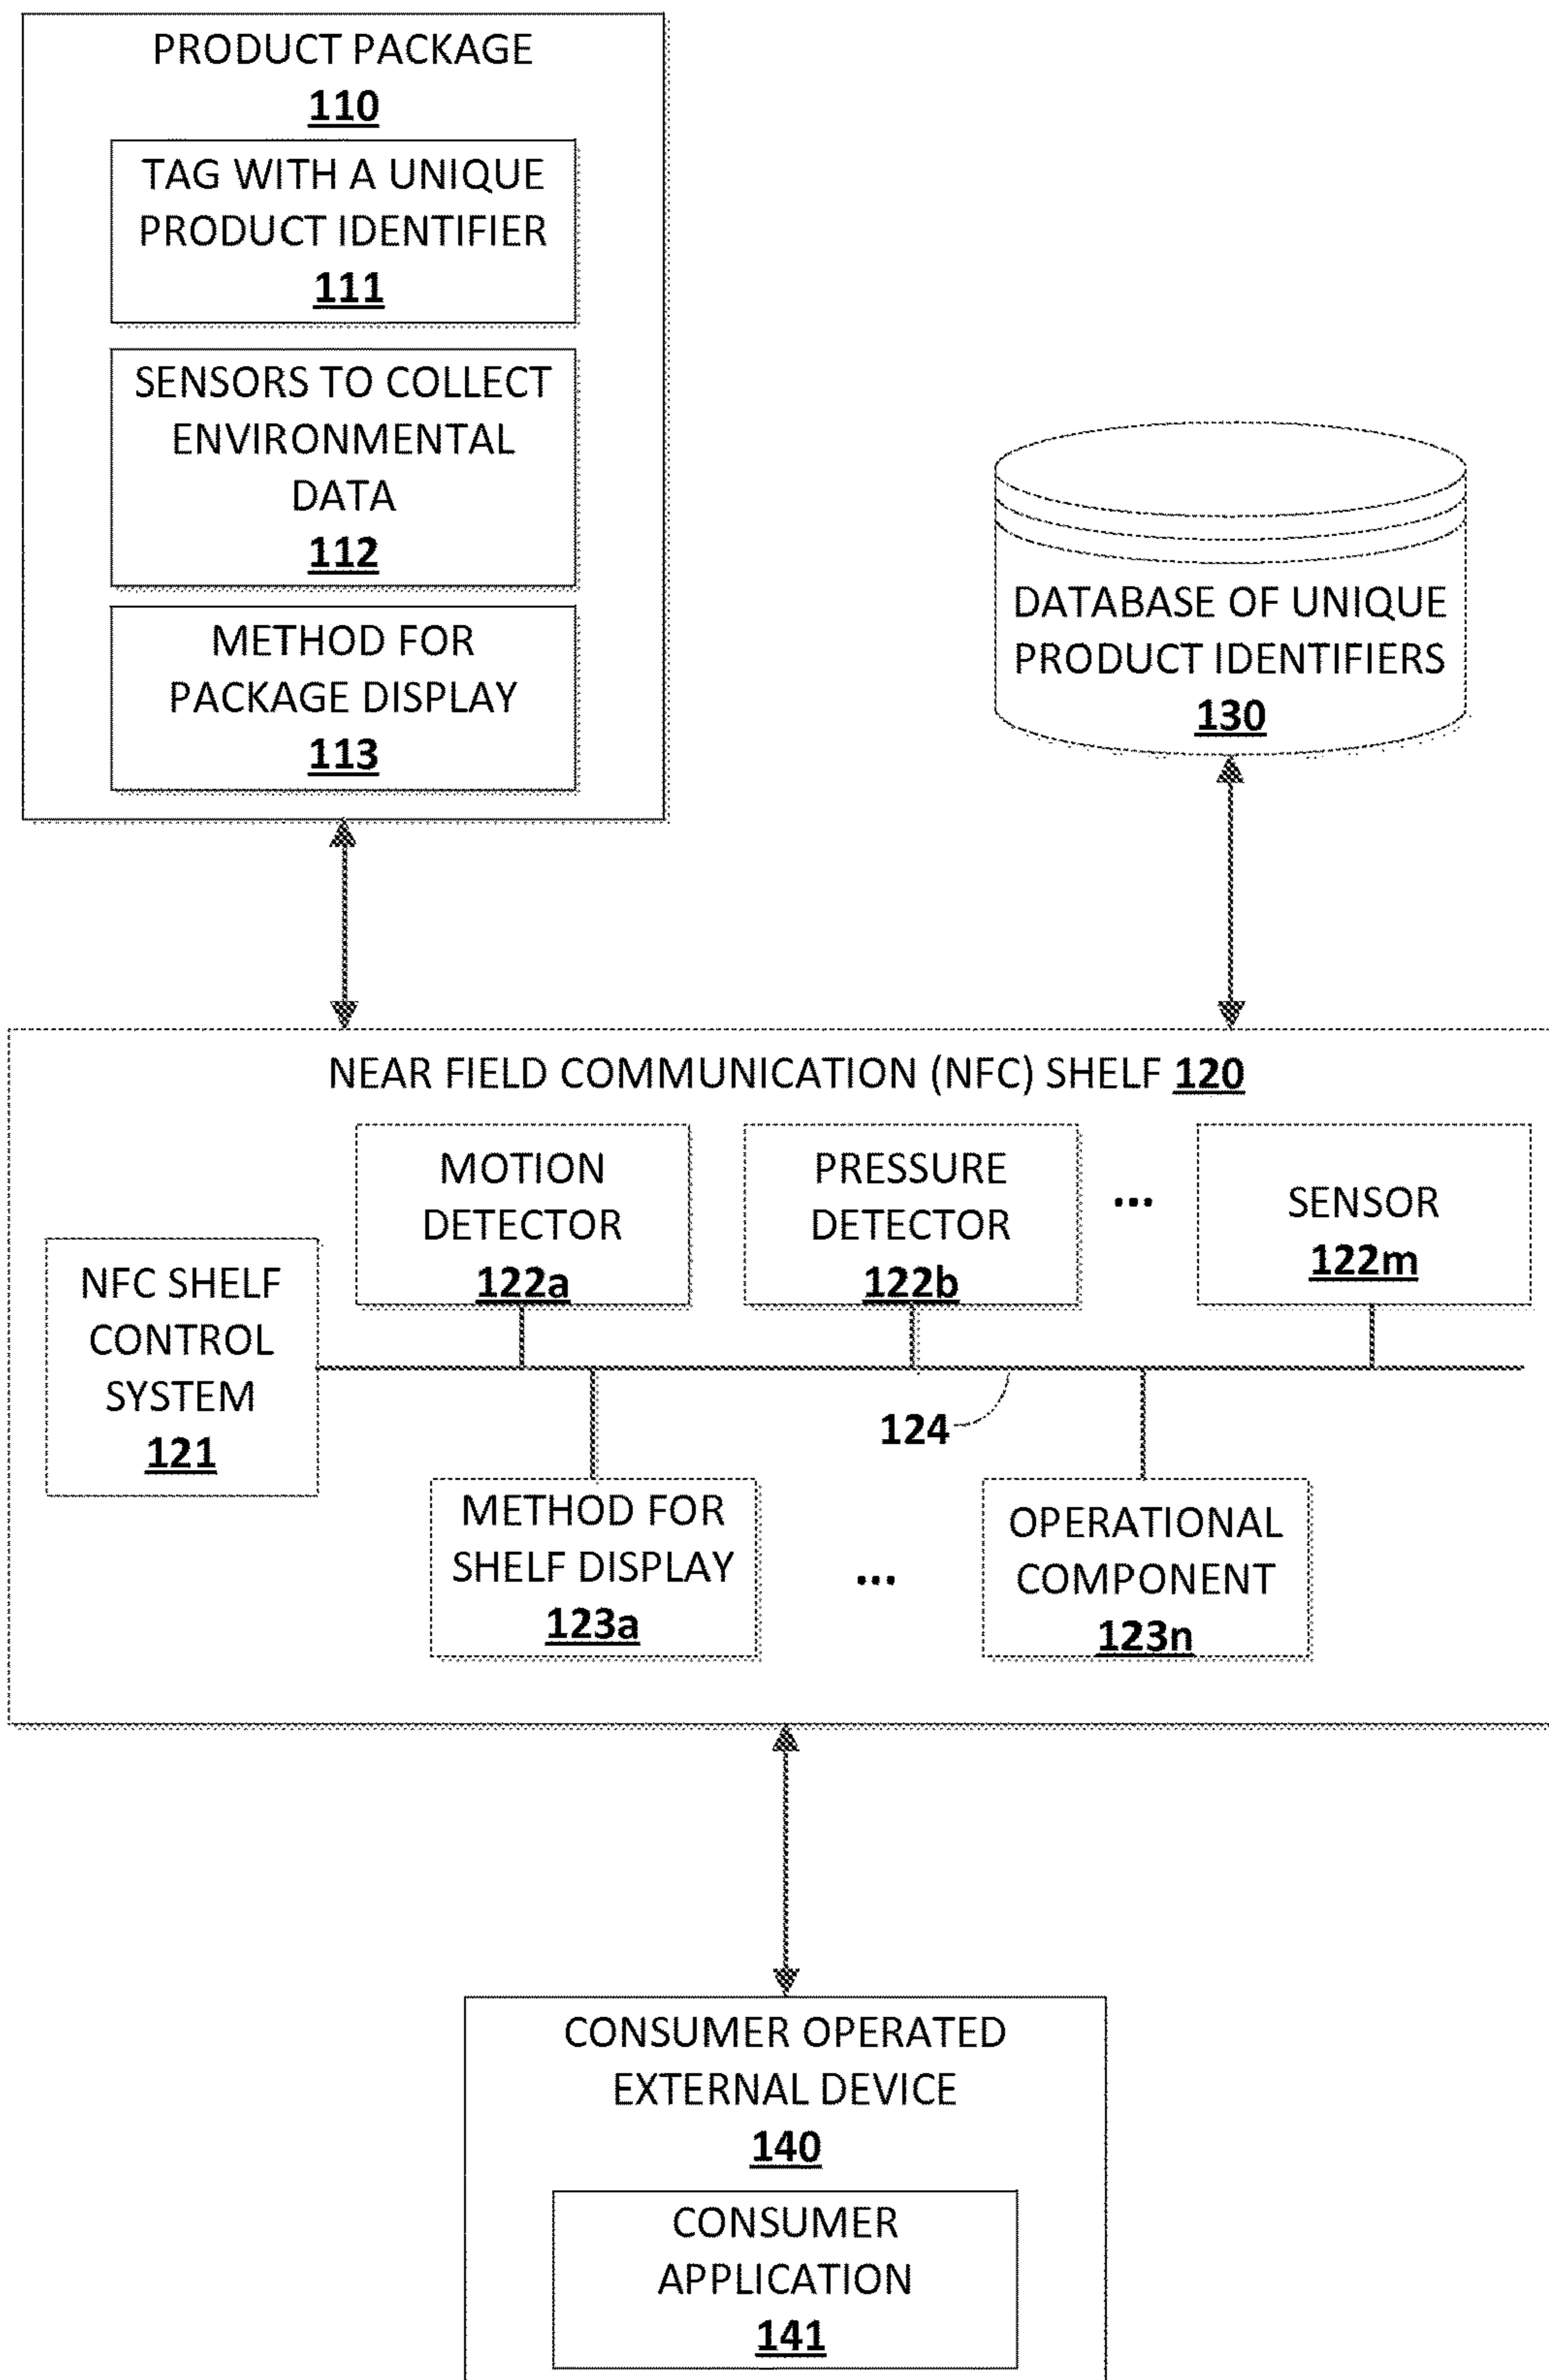 PRODUCT PACKAGE
110
TAG WITH A UNIQUE
PRODUCT IDENTIFIER
111
SENSORS TO COLLECT
ENVIRONMENTAL
DATA
112
METHOD FOR
PACKAGE DISPLAY
113
DATABASE OF UNIQUE
PRODUCT IDENTIFIERS
130
NEAR FIELD COMMUNICATION (NFC) SHELF 120
MOTION
DETECTOR
122a
PRESSURE
DETECTOR
122b
...
SENSOR
122m
NFC SHELF
CONTROL
SYSTEM
121
124
METHOD FOR
SHELF DISPLAY
123a
...
OPERATIONAL
COMPONENT
123n
CONSUMER OPERATED
EXTERNAL DEVICE
140
CONSUMER
APPLICATION
141